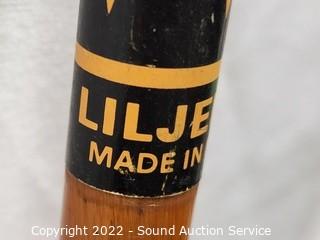 LILJE
MADE IN
Copyright 2022 - Sound Auction Service